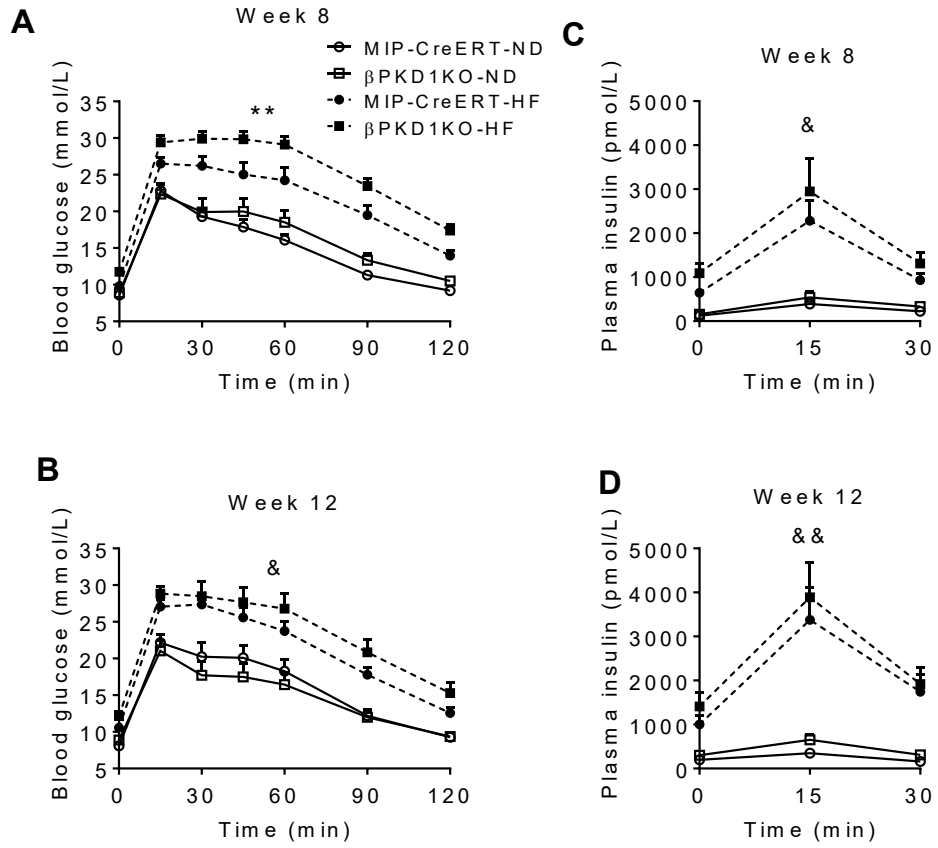 A
Week 8
MIP-CreERT-ND
βPKD1KO-ND
MIP-CreERT-HF
βPKD1KO-HF
**
Blood glucose (mmol/L)
35
30
25
20
15
10
5
0 30 60 90 120
Time (min)
C
Week 8
&
Plasma insulin (pmol/L)
5000
4000
3000
2000
1000
0
0 15 30
Time (min)
B
Week 12
&
Blood glucose (mmol/L)
35
30
25
20
15
10
5
0 30 60 90 120
Time (min)
D
Week 12
&&
Plasma insulin (pmol/L)
5000
4000
3000
2000
1000
0
0 15 30
Time (min)